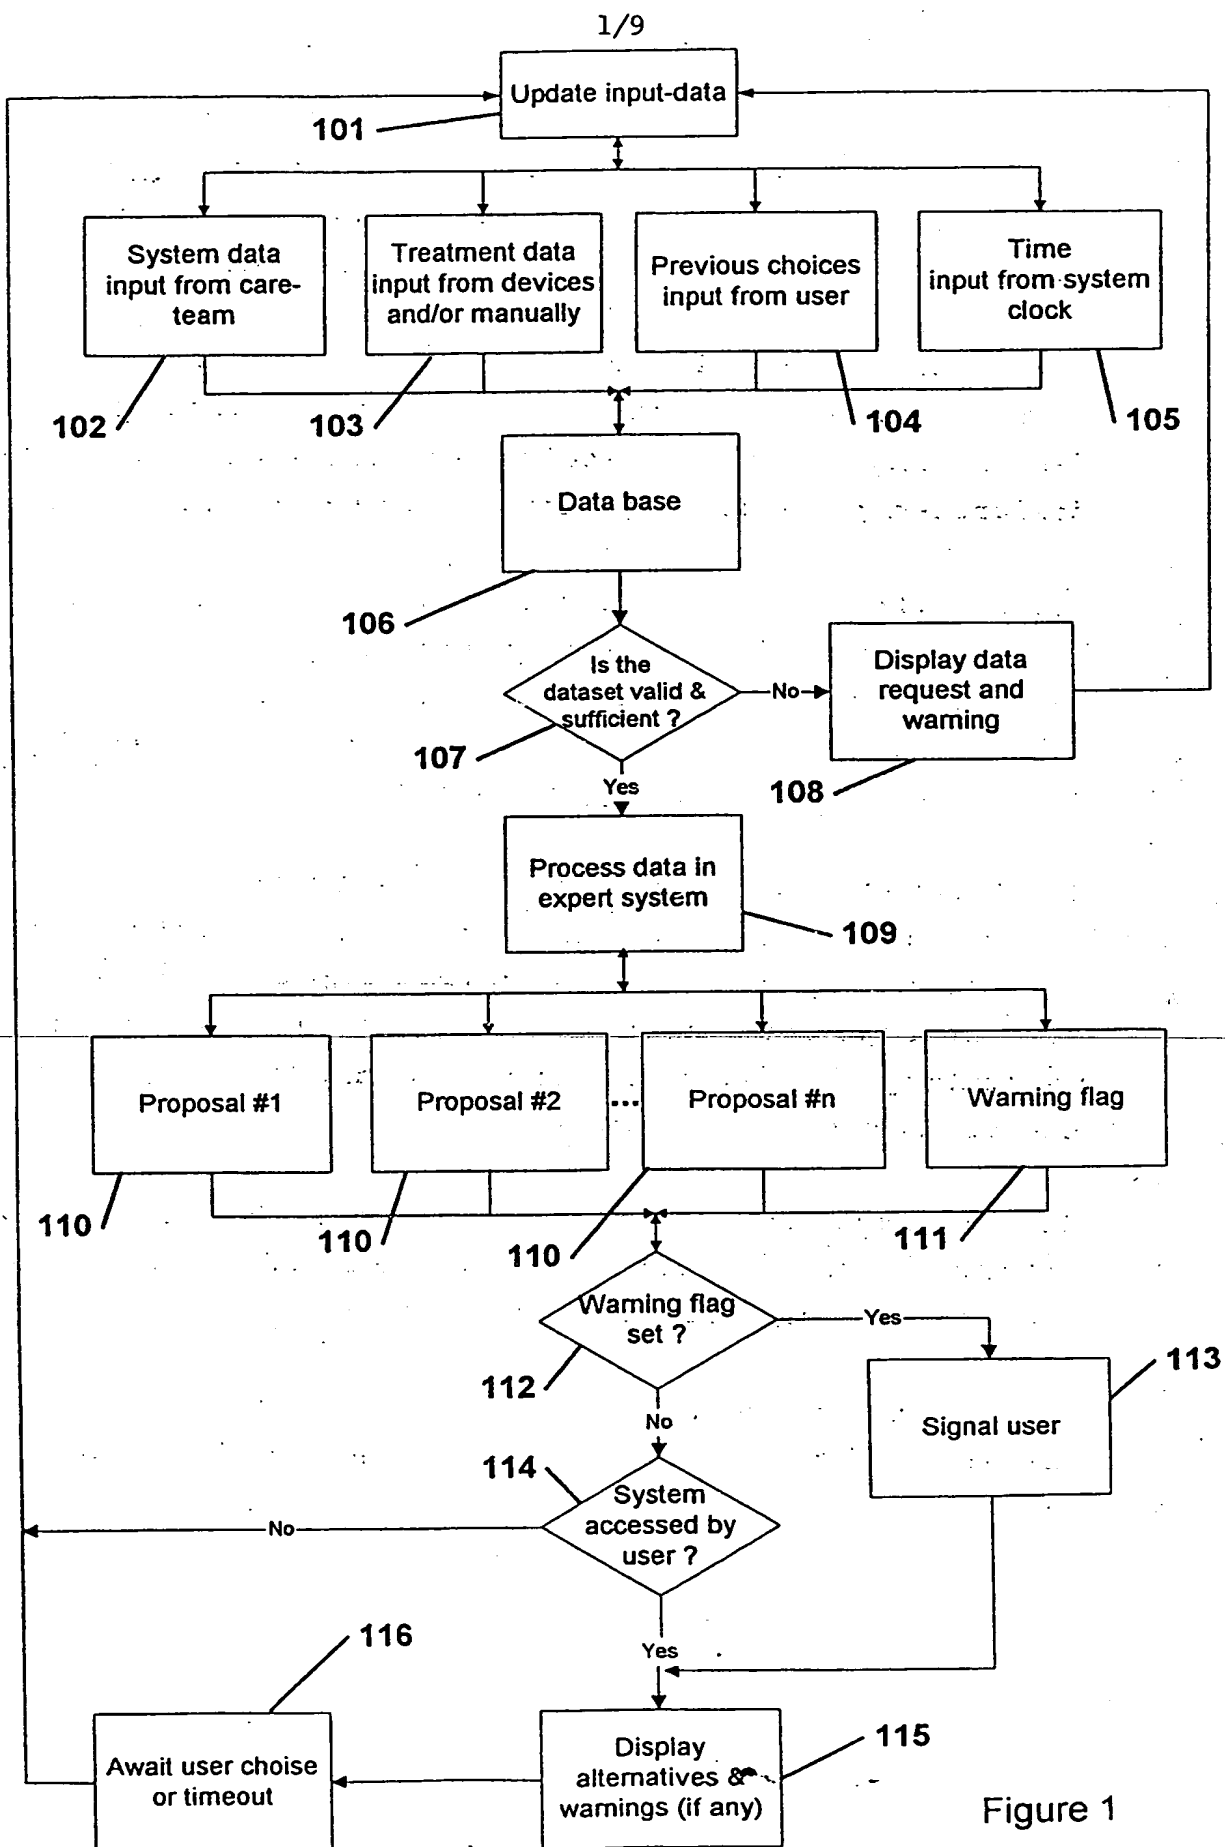 1/9
Update input-data
101
System data
input from care-
team
Treatment data
input from devices
and/or manually
Previous choices
input from user
Time
input from system
clock
102
103
104
105
Data base
106
Is the
dataset valid &
sufficient ?
No
Display data
request and
warning
107
108
Yes
Process data in
expert system
109
Proposal #1
Proposal #2
...
Proposal #n
Warning flag
110
110
110
111
Warning flag
set ?
Yes
112
113
No
Signal user
114
System
accessed by
user ?
No
116
Yes
Await user choise
or timeout
Display
alternatives &
warnings (if any)
115
Figure 1